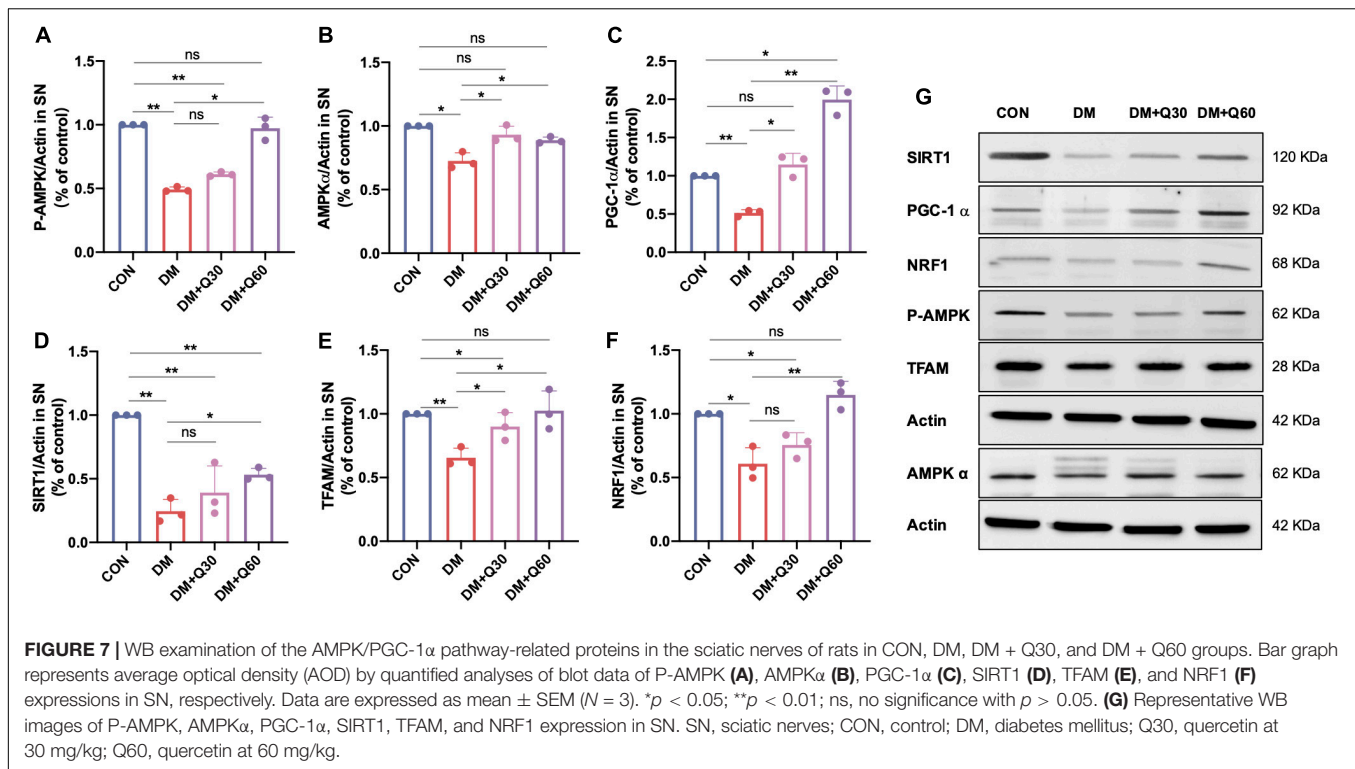 A
P-AMPK/Actin in SN
(% of control)
ns
**
**
*
ns
1.5
1.0
0.5
0.0
CON
DM
DM+Q30
DM+Q60
B
AMPKα/Actin in SN
(% of control)
ns
ns
*
*
*
1.5
1.0
0.5
0.0
CON
DM
DM+Q30
DM+Q60
C
PGC-1α/Actin in SN
(% of control)
*
**
ns
**
*
2.5
2.0
1.5
1.0
0.5
0.0
CON
DM
DM+Q30
DM+Q60
D
SIRT1/Actin in SN
(% of control)
**
**
**
*
ns
1.5
1.0
0.5
0.0
CON
DM
DM+Q30
DM+Q60
E
TFAM/Actin in SN
(% of control)
ns
*
*
**
*
1.5
1.0
0.5
0.0
CON
DM
DM+Q30
DM+Q60
F
NRF1/Actin in SN
(% of control)
ns
*
**
*
ns
1.5
1.0
0.5
0.0
CON
DM
DM+Q30
DM+Q60
G
CON DM DM+Q30 DM+Q60
SIRT1 120 KDa
PGC-1 α 92 KDa
NRF1 68 KDa
P-AMPK 62 KDa
TFAM 28 KDa
Actin 42 KDa
AMPK α 62 KDa
Actin 42 KDa
FIGURE 7 | WB examination of the AMPK/PGC-1α pathway-related proteins in the sciatic nerves of rats in CON, DM, DM + Q30, and DM + Q60 groups. Bar graph
represents average optical density (AOD) by quantified analyses of blot data of P-AMPK (A), AMPKα (B), PGC-1α (C), SIRT1 (D), TFAM (E), and NRF1 (F)
expressions in SN, respectively. Data are expressed as mean ± SEM (N = 3). *p < 0.05; **p < 0.01; ns, no significance with p > 0.05. (G) Representative WB
images of P-AMPK, AMPKα, PGC-1α, SIRT1, TFAM, and NRF1 expression in SN. SN, sciatic nerves; CON, control; DM, diabetes mellitus; Q30, quercetin at
30 mg/kg; Q60, quercetin at 60 mg/kg.